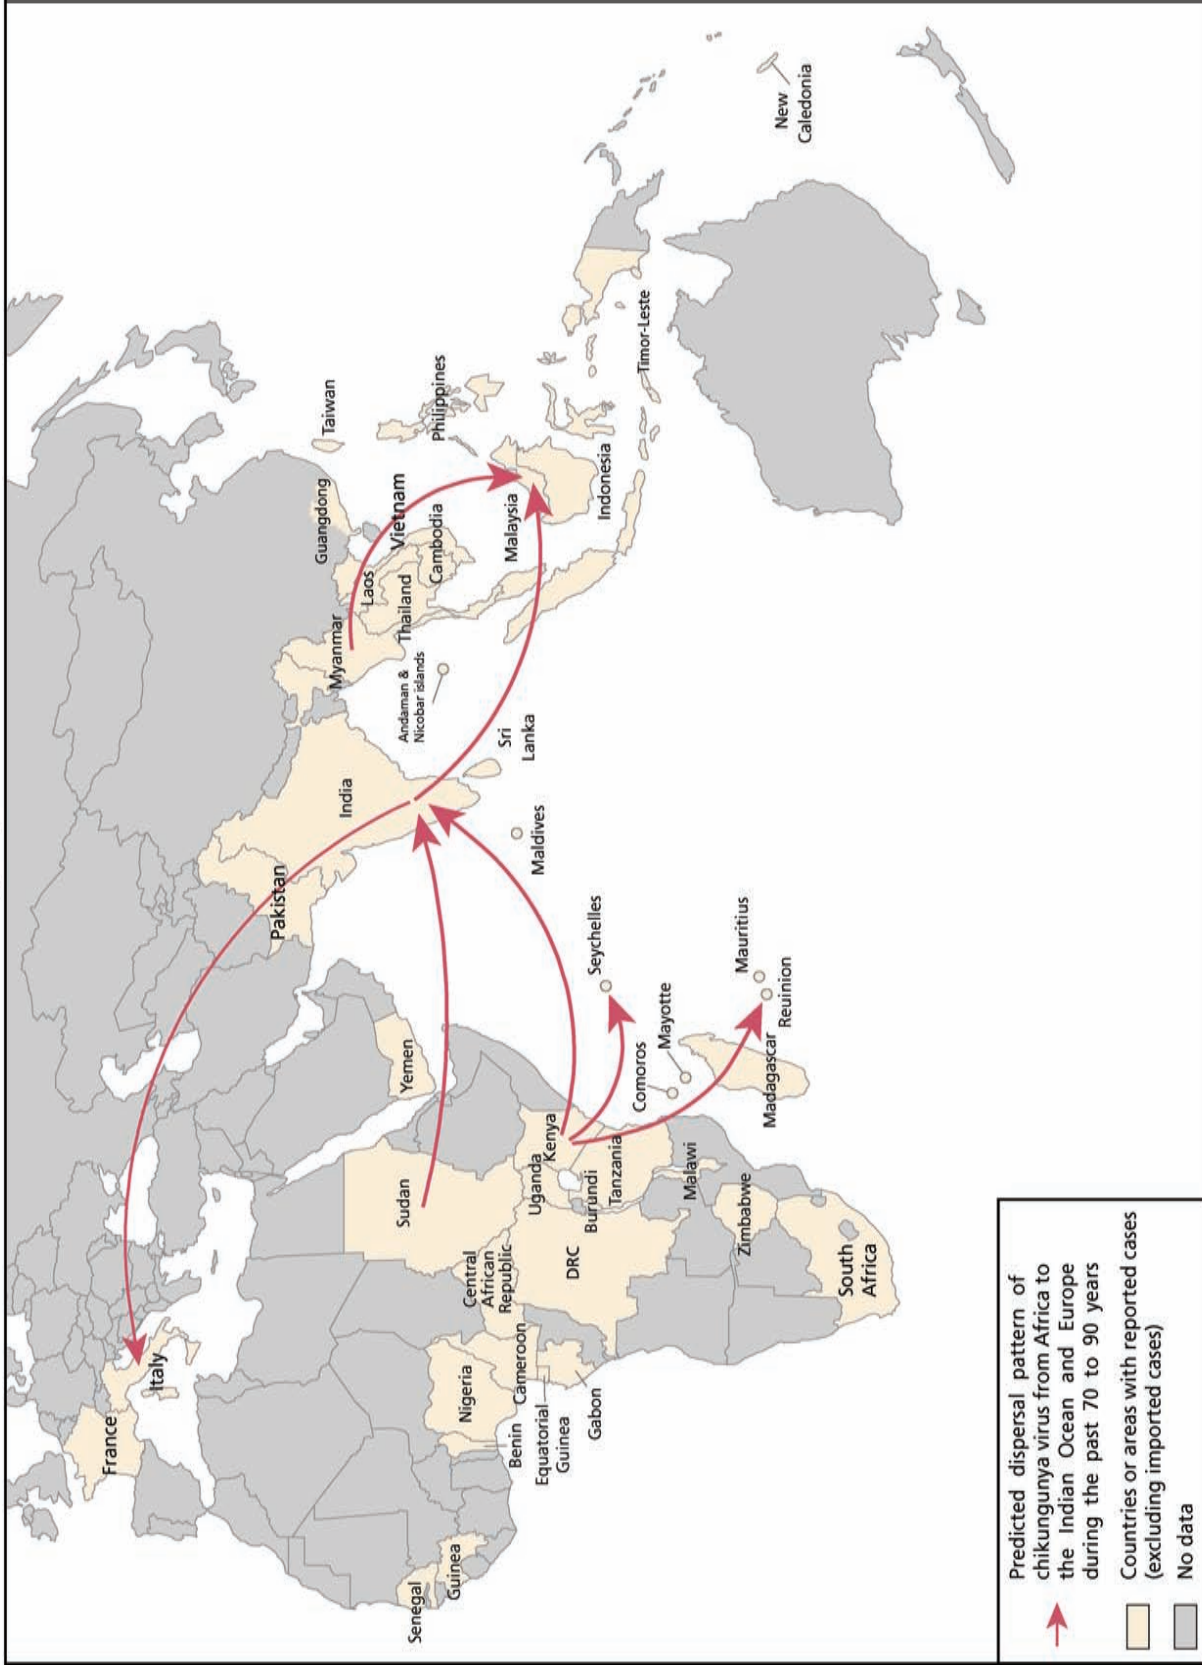 France
Italy
Senegal
Guinea
Nigeria
Benin
Cameroon
Equatorial
Guinea
Gabon
Central
African
Republic
Sudan
DRC
Uganda
Kenya
Burundi
Tanzania
Malawi
Zimbabwe
South
Africa
Yemen
Comoros
Mayotte
Madagascar
Seychelles
Mauritius
Reuinion
Pakistan
India
Maldives
Sri
Lanka
Andaman &
Nicobar islands
Myanmar
Laos
Thailand
Vietnam
Cambodia
Guangdong
Taiwan
Philippines
Malaysia
Indonesia
Timor-Leste
New
Caledonia
Predicted dispersal pattern of
chikungunya virus from Africa to
the Indian Ocean and Europe
during the past 70 to 90 years
Countries or areas with reported cases
(excluding imported cases)
No data